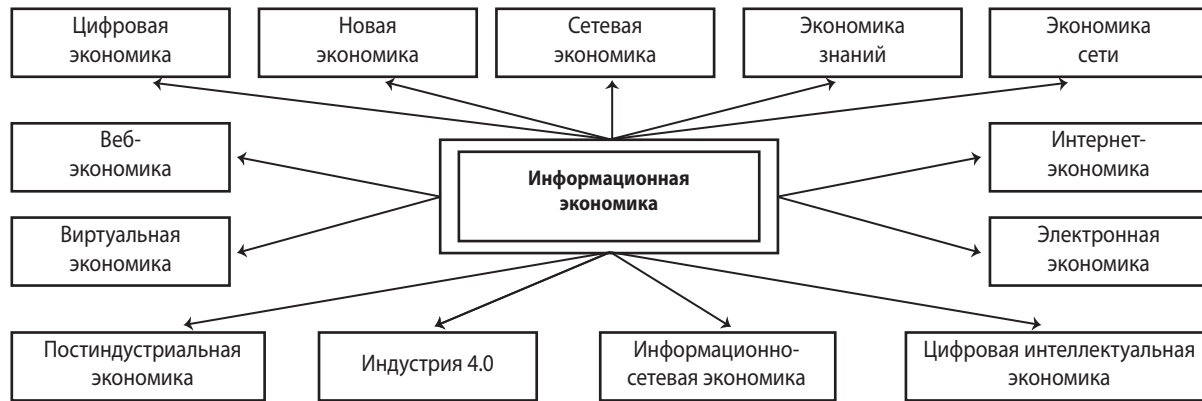 Цифровая
экономика
Новая
экономика
Сетевая
экономика
Экономика
знаний
Экономика
сети
Веб-
экономика
Информационная
экономика
Интернет-
экономика
Виртуальная
экономика
Электронная
экономика
Постиндустриальная
экономика
Индустрия 4.0
Информационно-
сетевая экономика
Цифровая интеллектуальная
экономика